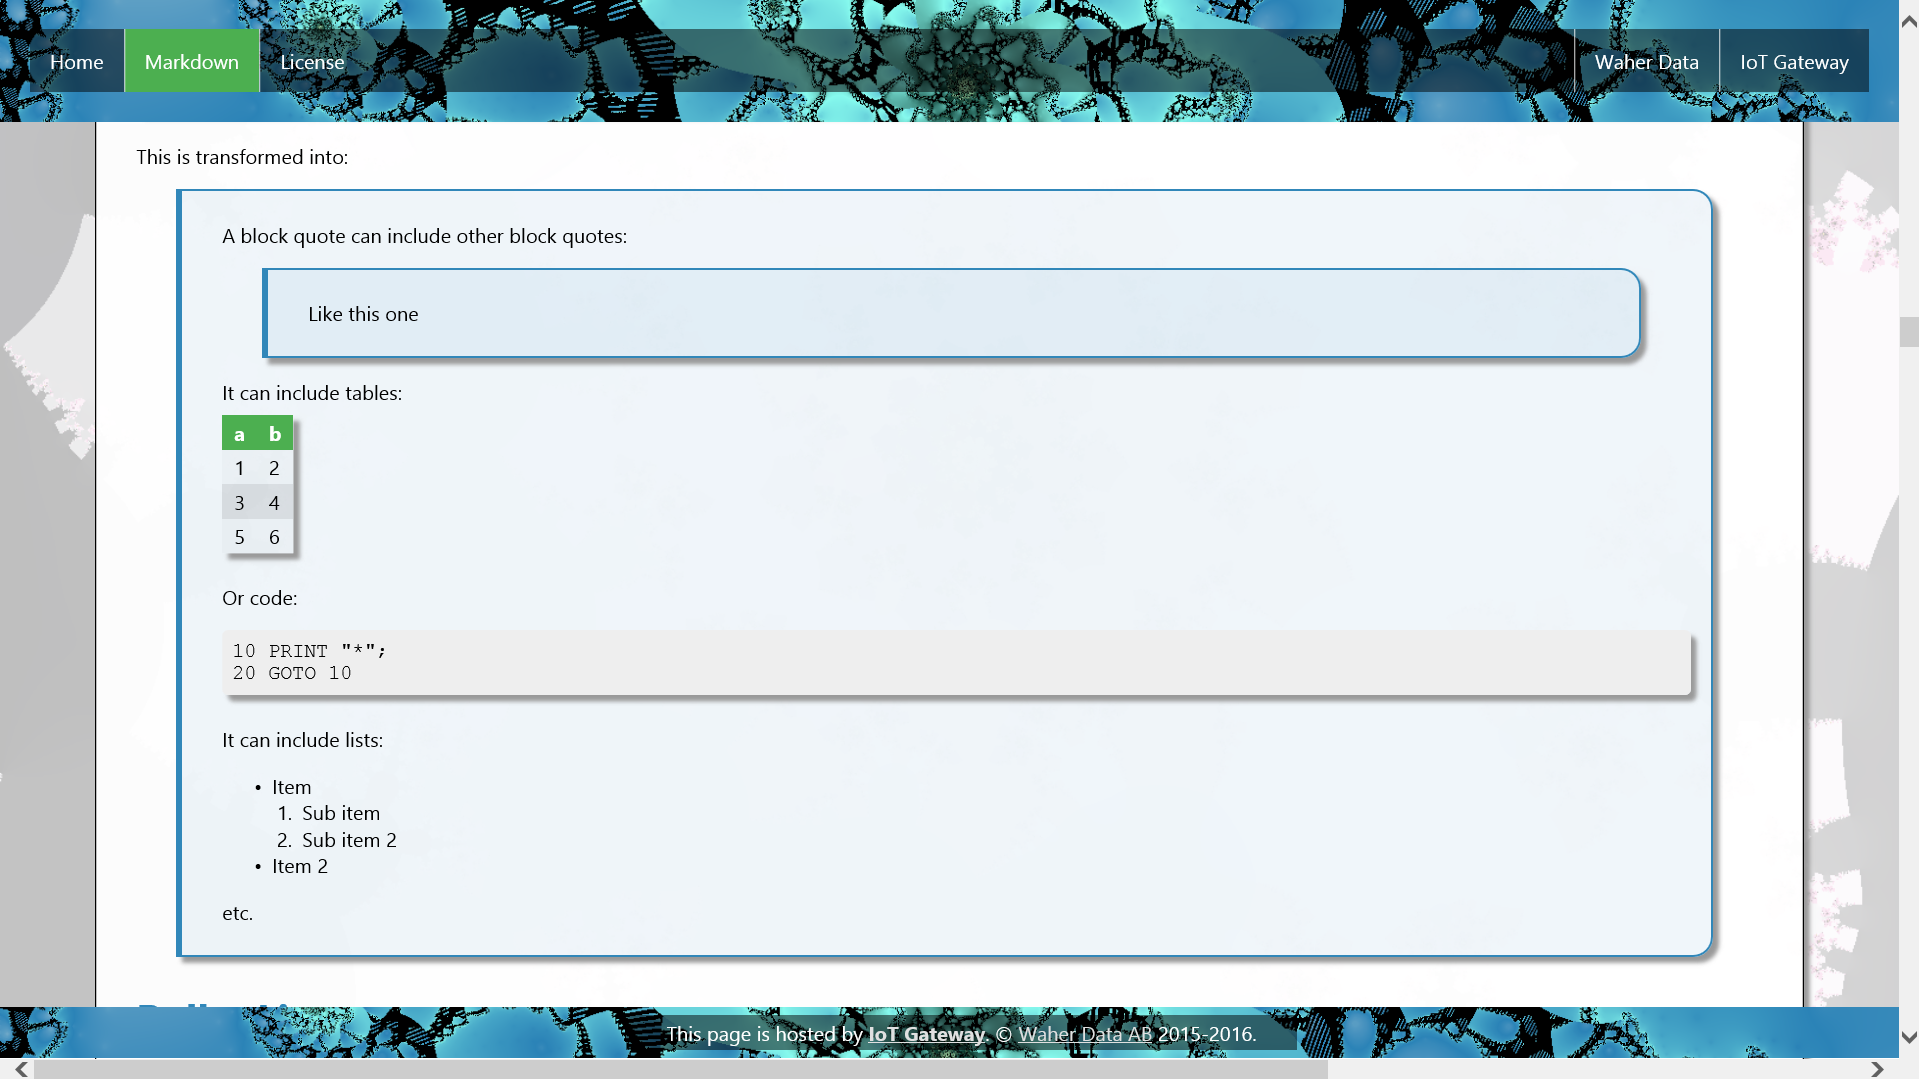 Home Markdown License Waher Data IoT Gateway
This is transformed into:
A block quote can include other block quotes:
Like this one
It can include tables:
a b
1 2
3 4
5 6
Or code:
10 PRINT "*";
20 GOTO 10
It can include lists:
• Item
1. Sub item
2. Sub item 2
• Item 2
etc.
This page is hosted by IoT Gateway. © Waher Data AB 2015-2016.